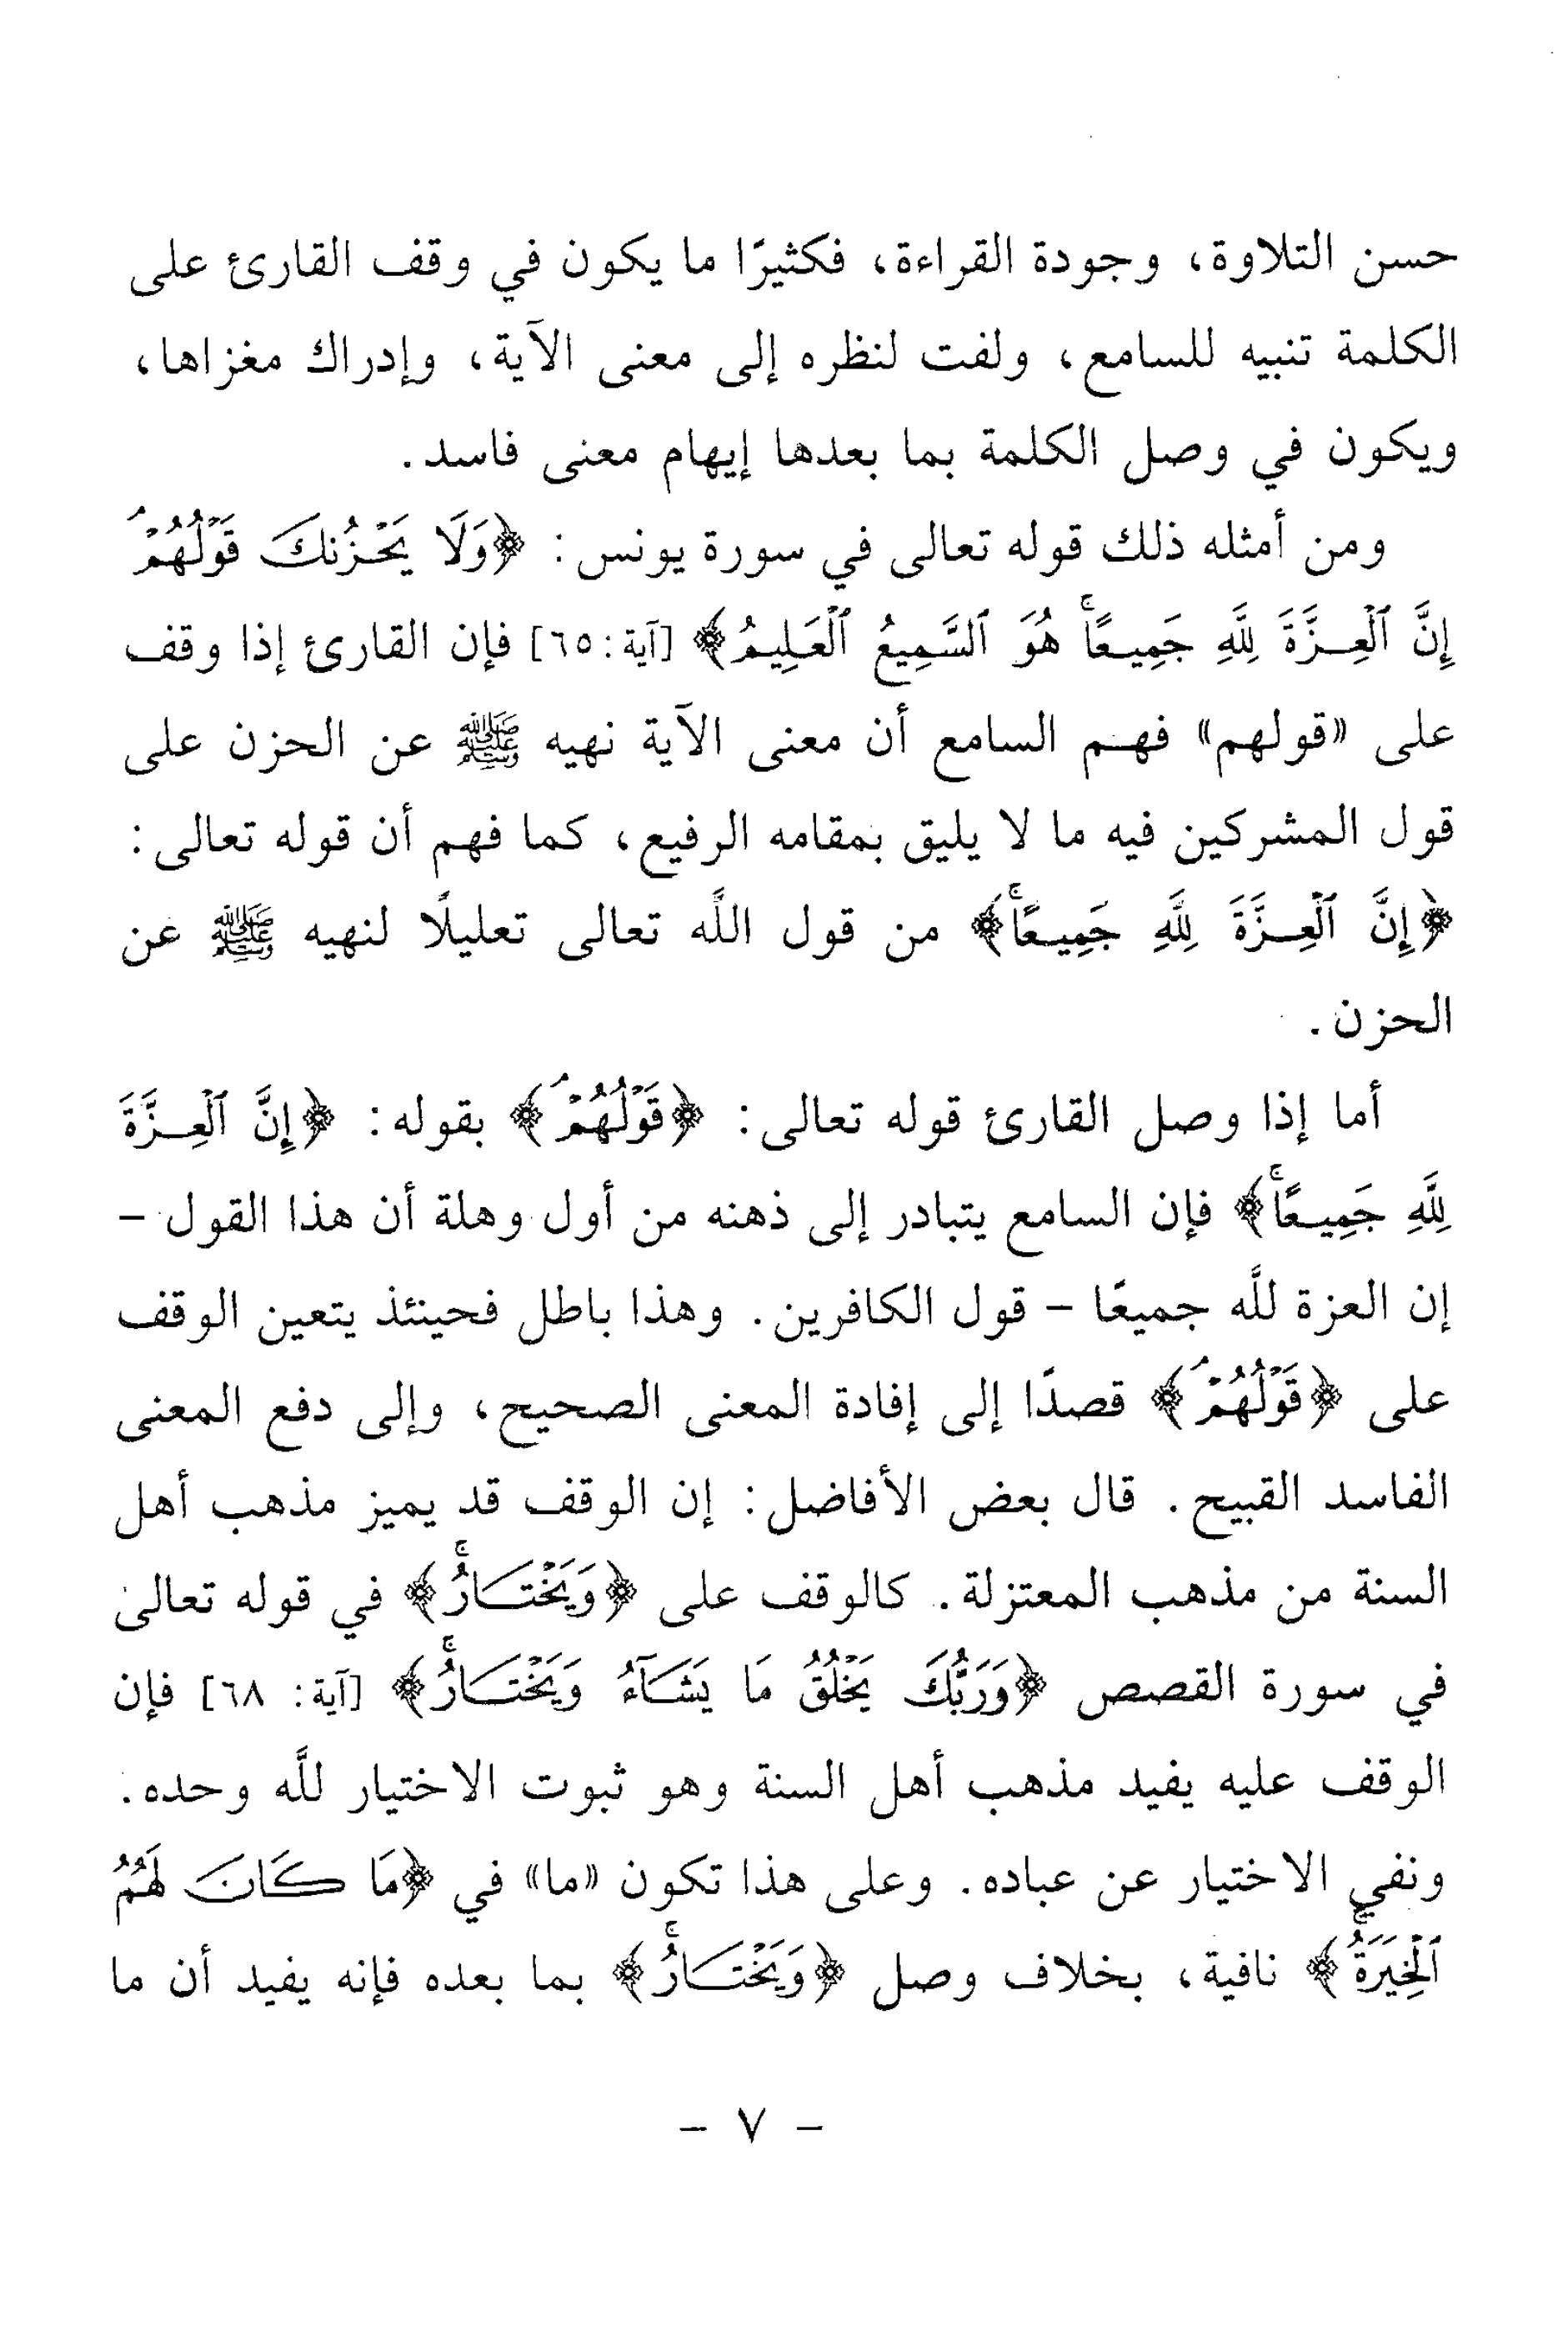 حسن التلاوة، وجودة القراءة، فكثيرًا ما يكون في وقف القارئ على
الكلمة تنبيه للسامع، ولفت لنظره إلى معنى الآية، وإدراك مغزاها،
ويكون في وصل الكلمة بما بعدها إيهام معنى فاسد.
ومن أمثله ذلك قوله تعالى في سورة يونس: ﴿وَلَا يَحْزُنكَ قَوْلُهُمْۘ
إِنَّ ٱلْعِزَّةَ لِلَّهِ جَمِيعًاۚ هُوَ ٱلسَّمِيعُ ٱلْعَلِيمُ﴾ [آية: ٦٥] فإن القارئ إذا وقف
على «قولهم» فهم السامع أن معنى الآية نهيه ﷺ عن الحزن على
قول المشركين فيه ما لا يليق بمقامه الرفيع، كما فهم أن قوله تعالى:
﴿إِنَّ ٱلْعِزَّةَ لِلَّهِ جَمِيعًاۚ﴾ من قول اللَّه تعالى تعليلًا لنهيه ﷺ عن
الحزن.
أما إذا وصل القارئ قوله تعالى: ﴿قَوْلُهُمْۘ﴾ بقوله: ﴿إِنَّ ٱلْعِزَّةَ
لِلَّهِ جَمِيعًاۚ﴾ فإن السامع يتبادر إلى ذهنه من أول وهلة أن هذا القول –
إن العزة للَّه جميعًا – قول الكافرين. وهذا باطل فحينئذ يتعين الوقف
على ﴿قَوْلُهُمْۘ﴾ قصدًا إلى إفادة المعنى الصحيح، وإلى دفع المعنى
الفاسد القبيح. قال بعض الأفاضل: إن الوقف قد يميز مذهب أهل
السنة من مذهب المعتزلة. كالوقف على ﴿وَيَخْتَارُۚ﴾ في قوله تعالى
في سورة القصص ﴿وَرَبُّكَ يَخْلُقُ مَا يَشَآءُ وَيَخْتَارُۚ﴾ [آية: ٦٨] فإن
الوقف عليه يفيد مذهب أهل السنة وهو ثبوت الاختيار للَّه وحده.
ونفي الاختيار عن عباده. وعلى هذا تكون «ما» في ﴿مَا كَانَ لَهُمُ
ٱلْخِيَرَةُۚ﴾ نافية، بخلاف وصل ﴿وَيَخْتَارُۚ﴾ بما بعده فإنه يفيد أن ما
– ٧ –